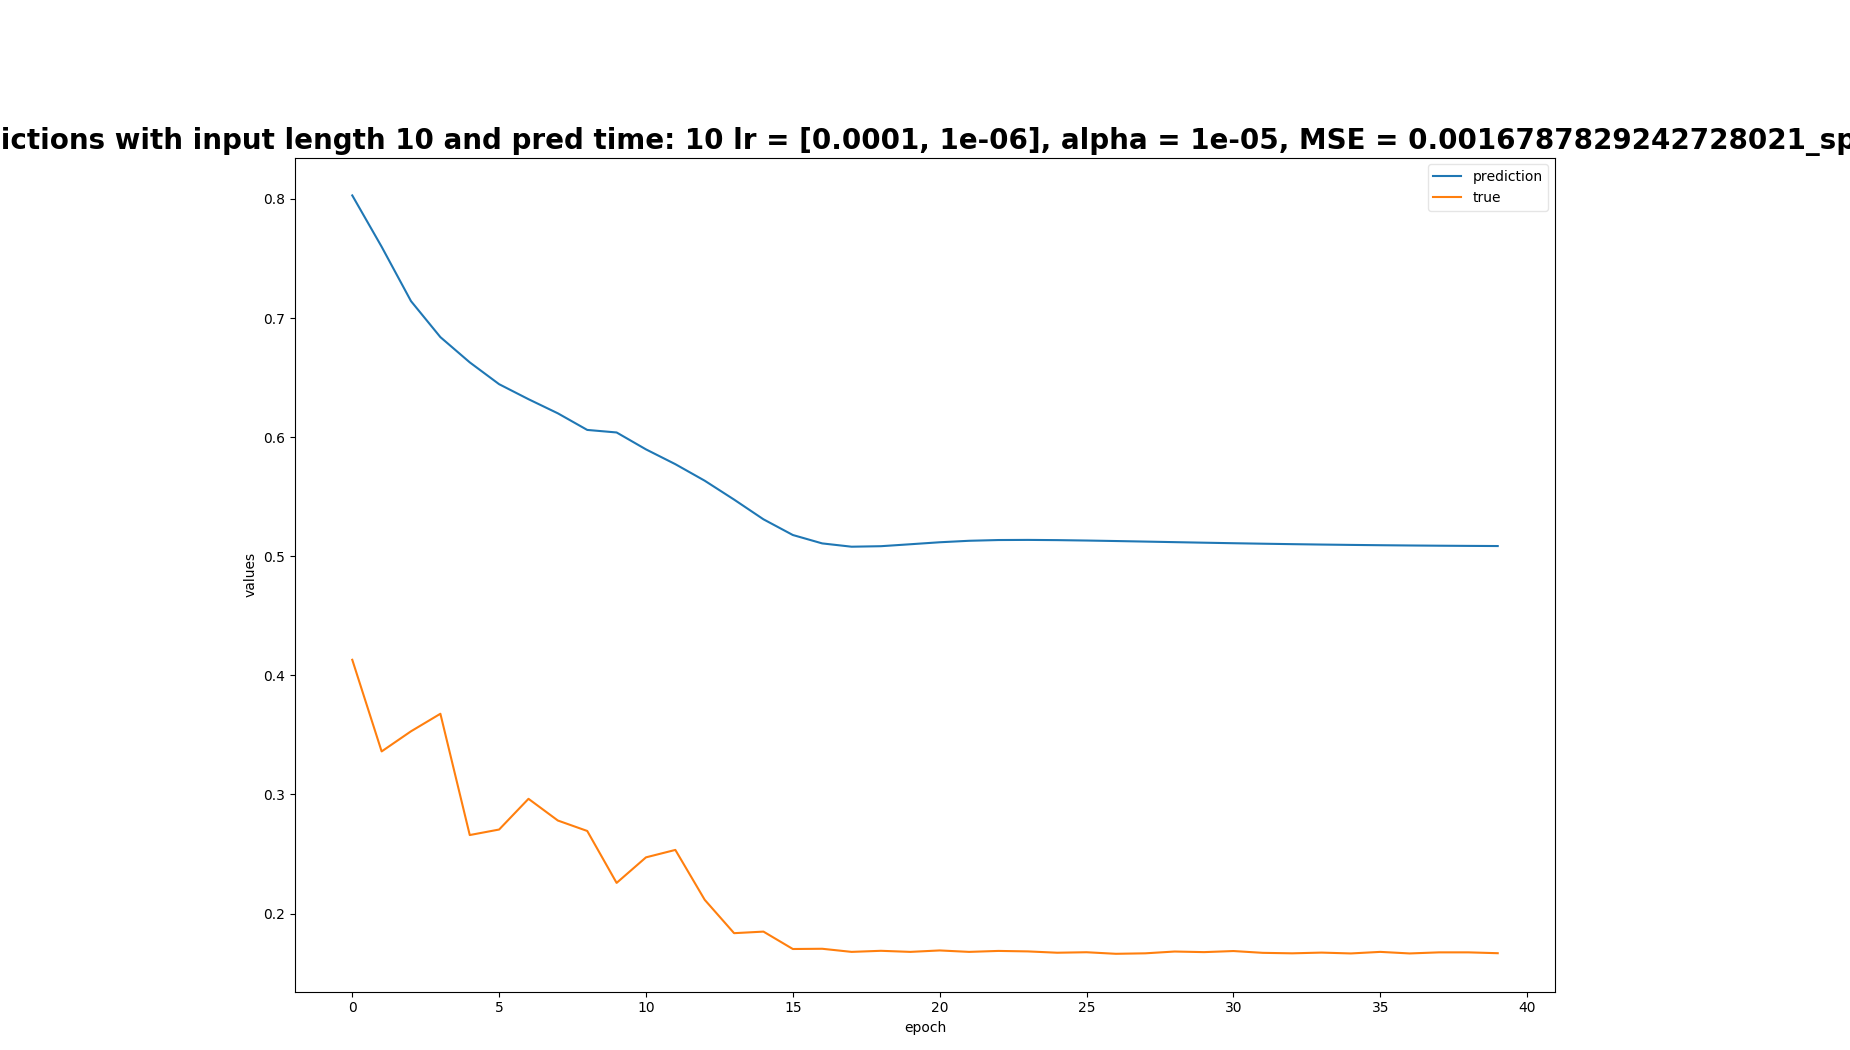 ictions with input length 10 and pred time: 10 lr = [0.0001, 1e-06], alpha = 1e-05, MSE = 0.0016787829242728021_sp
prediction
true
0.8
0.7
0.6
0.5
0.4
0.3
0.2
values
0 5 10 15 20 25 30 35 40
epoch